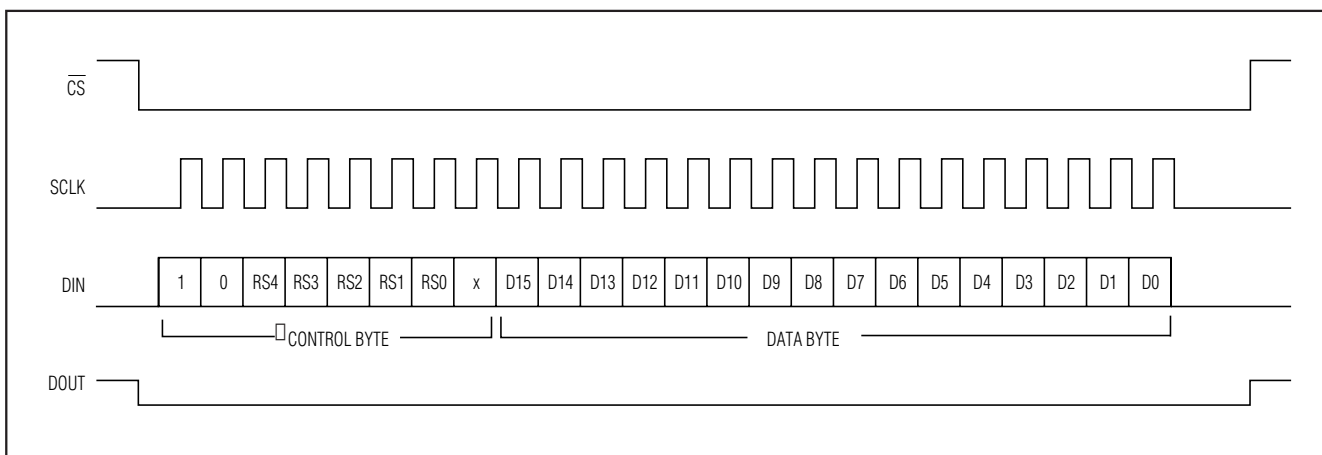 CS
SCLK
DIN 1 0 RS4 RS3 RS2 RS1 RS0 x D15 D14 D13 D12 D11 D10 D9 D8 D7 D6 D5 D4 D3 D2 D1 D0
CONTROL BYTE DATA BYTE
DOUT